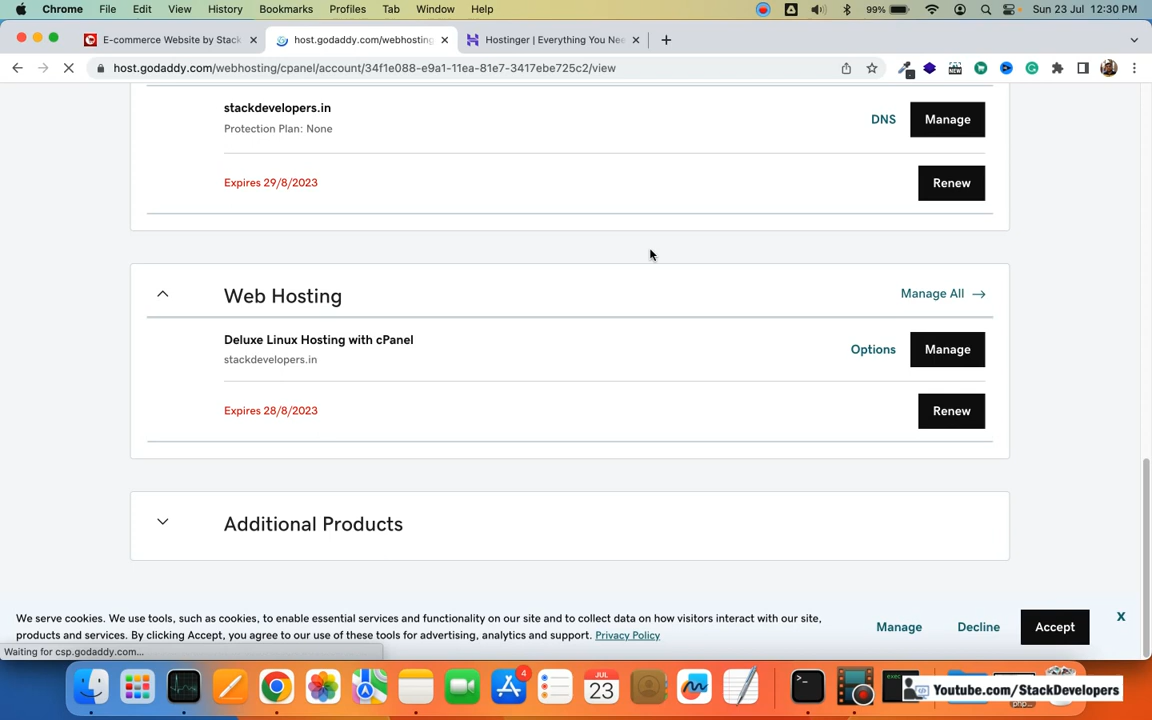 Chrome File Edit View History Bookmarks Profiles Tab Window Help 99% Sun 23 Jul 12:30 PM
E-commerce Website by Stack host.godaddy.com/webhosting Hostinger | Everything You Nee
host.godaddy.com/webhosting/cpanel/account/34f1e088-e9a1-11ea-81e7-3417ebe725c2/view
NEW
stackdevelopers.in
DNS Manage
Protection Plan: None
Expires 29/8/2023
Renew
Web Hosting
Manage All →
Deluxe Linux Hosting with cPanel
Options Manage
stackdevelopers.in
Expires 28/8/2023
Renew
Additional Products
We serve cookies. We use tools, such as cookies, to enable essential services and functionality on our site and to collect data on how visitors interact with our site,
products and services. By clicking Accept, you agree to our use of these tools for advertising, analytics and support. Privacy Policy
Manage Decline Accept X
Waiting for csp.godaddy.com...
4
JUL
23
Youtube.com/StackDevelopers